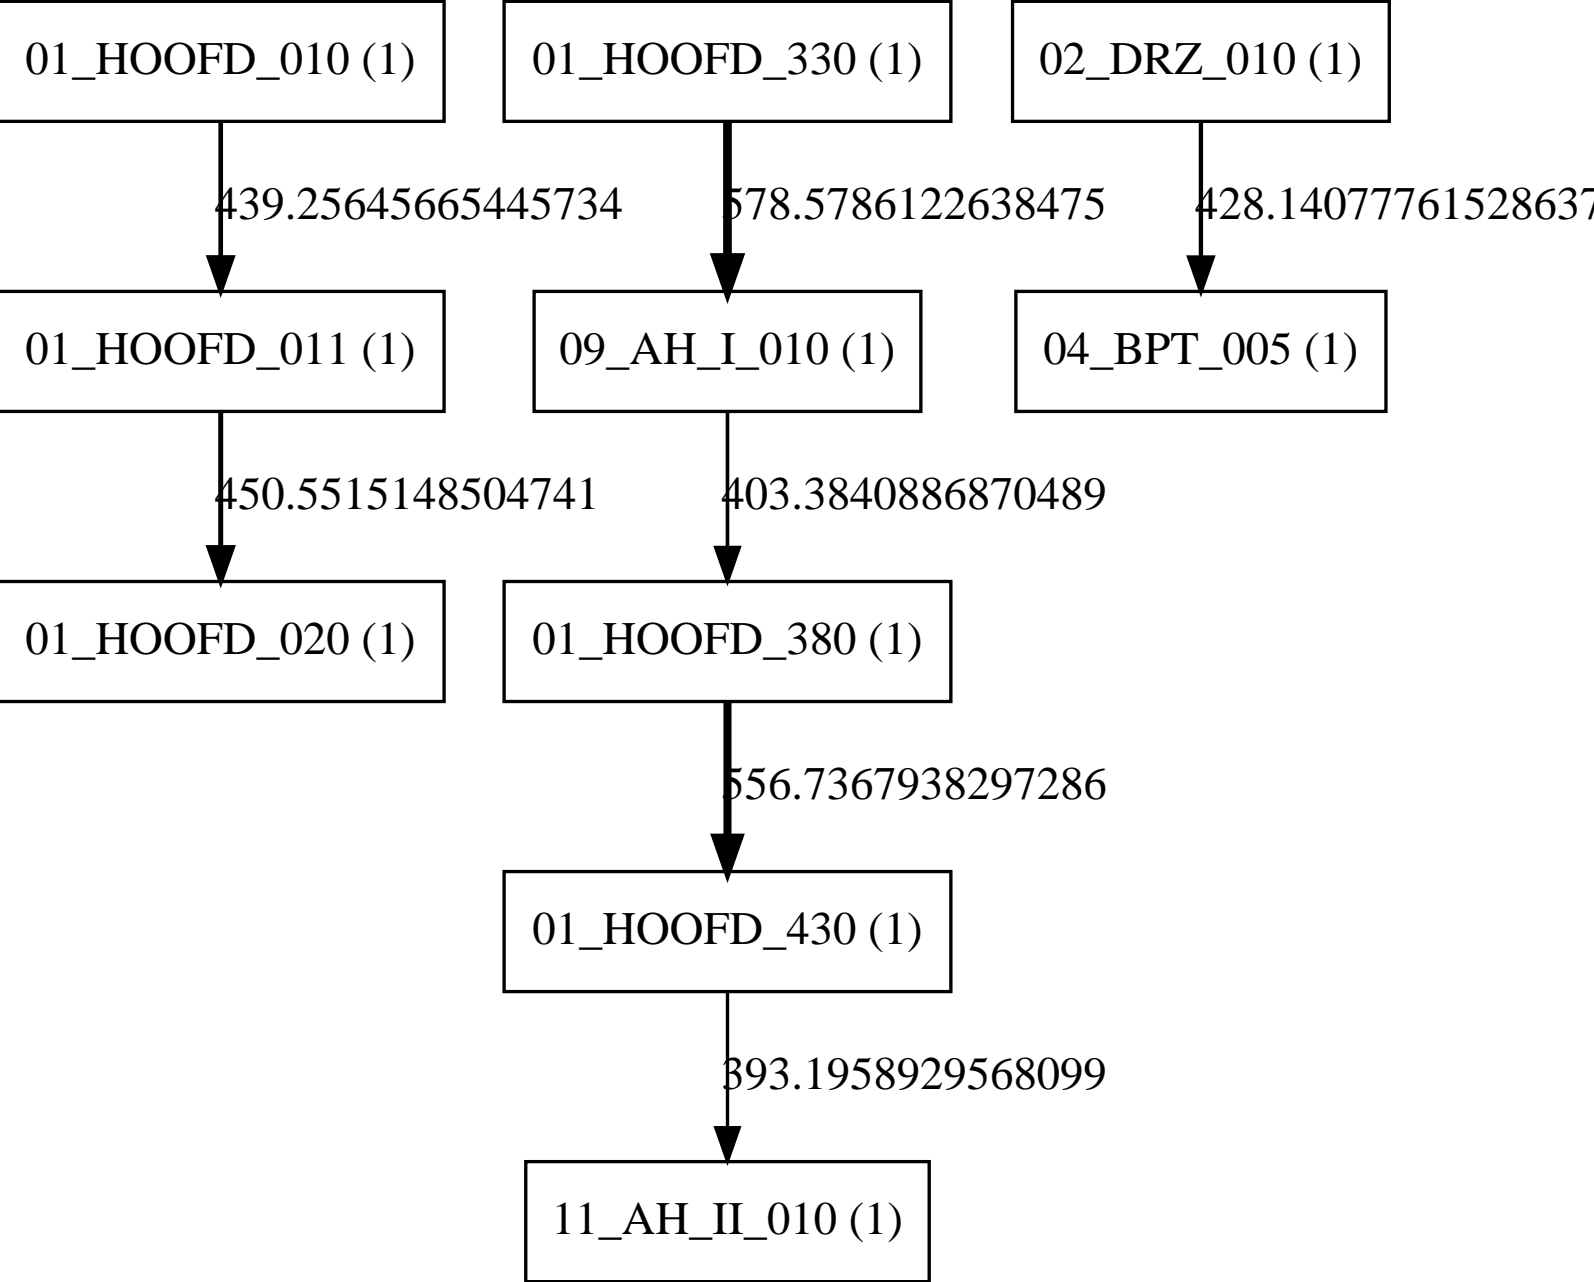 01_HOOFD_010 (1)
01_HOOFD_330 (1)
02_DRZ_010 (1)
439.25645665445734
578.5786122638475
428.14077761528637
01_HOOFD_011 (1)
09_AH_I_010 (1)
04_BPT_005 (1)
450.5515148504741
403.3840886870489
01_HOOFD_020 (1)
01_HOOFD_380 (1)
556.7367938297286
01_HOOFD_430 (1)
393.1958929568099
11_AH_II_010 (1)